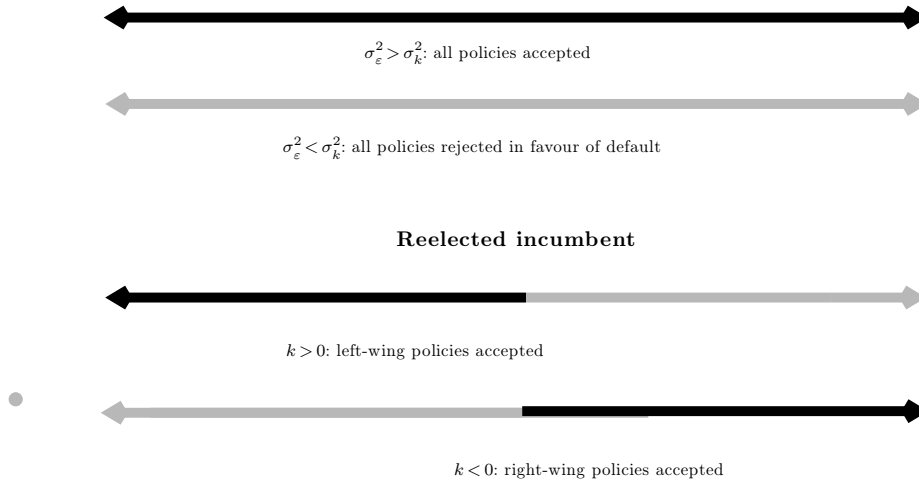 σ²_ε > σ²_k: all policies accepted
σ²_ε < σ²_k: all policies rejected in favour of default
Reelected incumbent
k > 0: left-wing policies accepted
k < 0: right-wing policies accepted